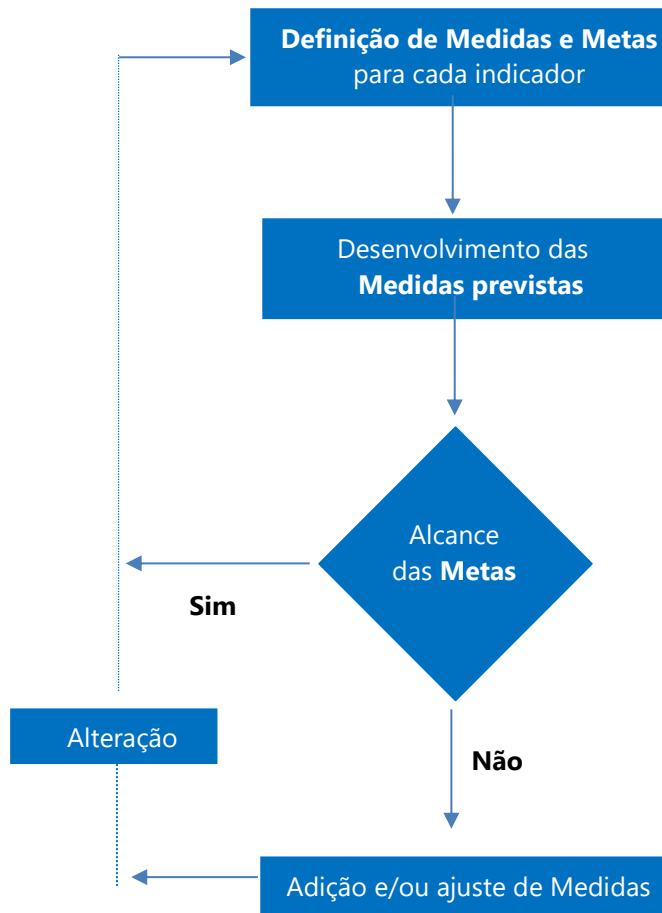 Definição de Medidas e Metas
para cada indicador
Desenvolvimento das
Medidas previstas
Alcance
das Metas
Sim
Alteração
Não
Adição e/ou ajuste de Medidas